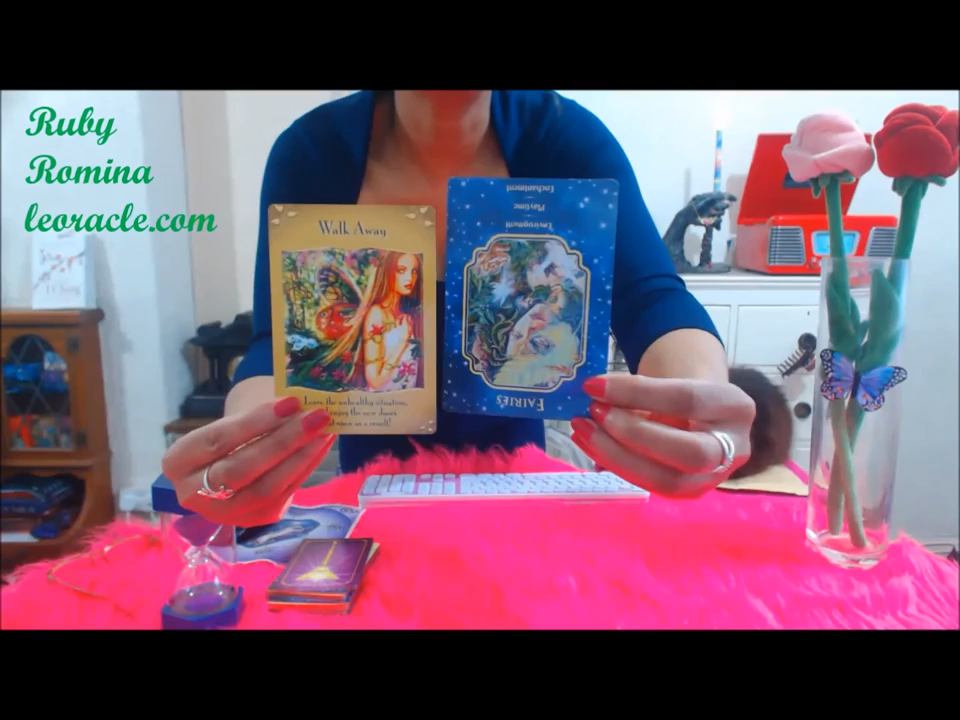 Ruby
Romina
leoracle.com
Walk Away
Leave the unhealthy situation,
enjoy the new doors
open as a result!
FAIRIES
Environment
Playtime
Enchantment